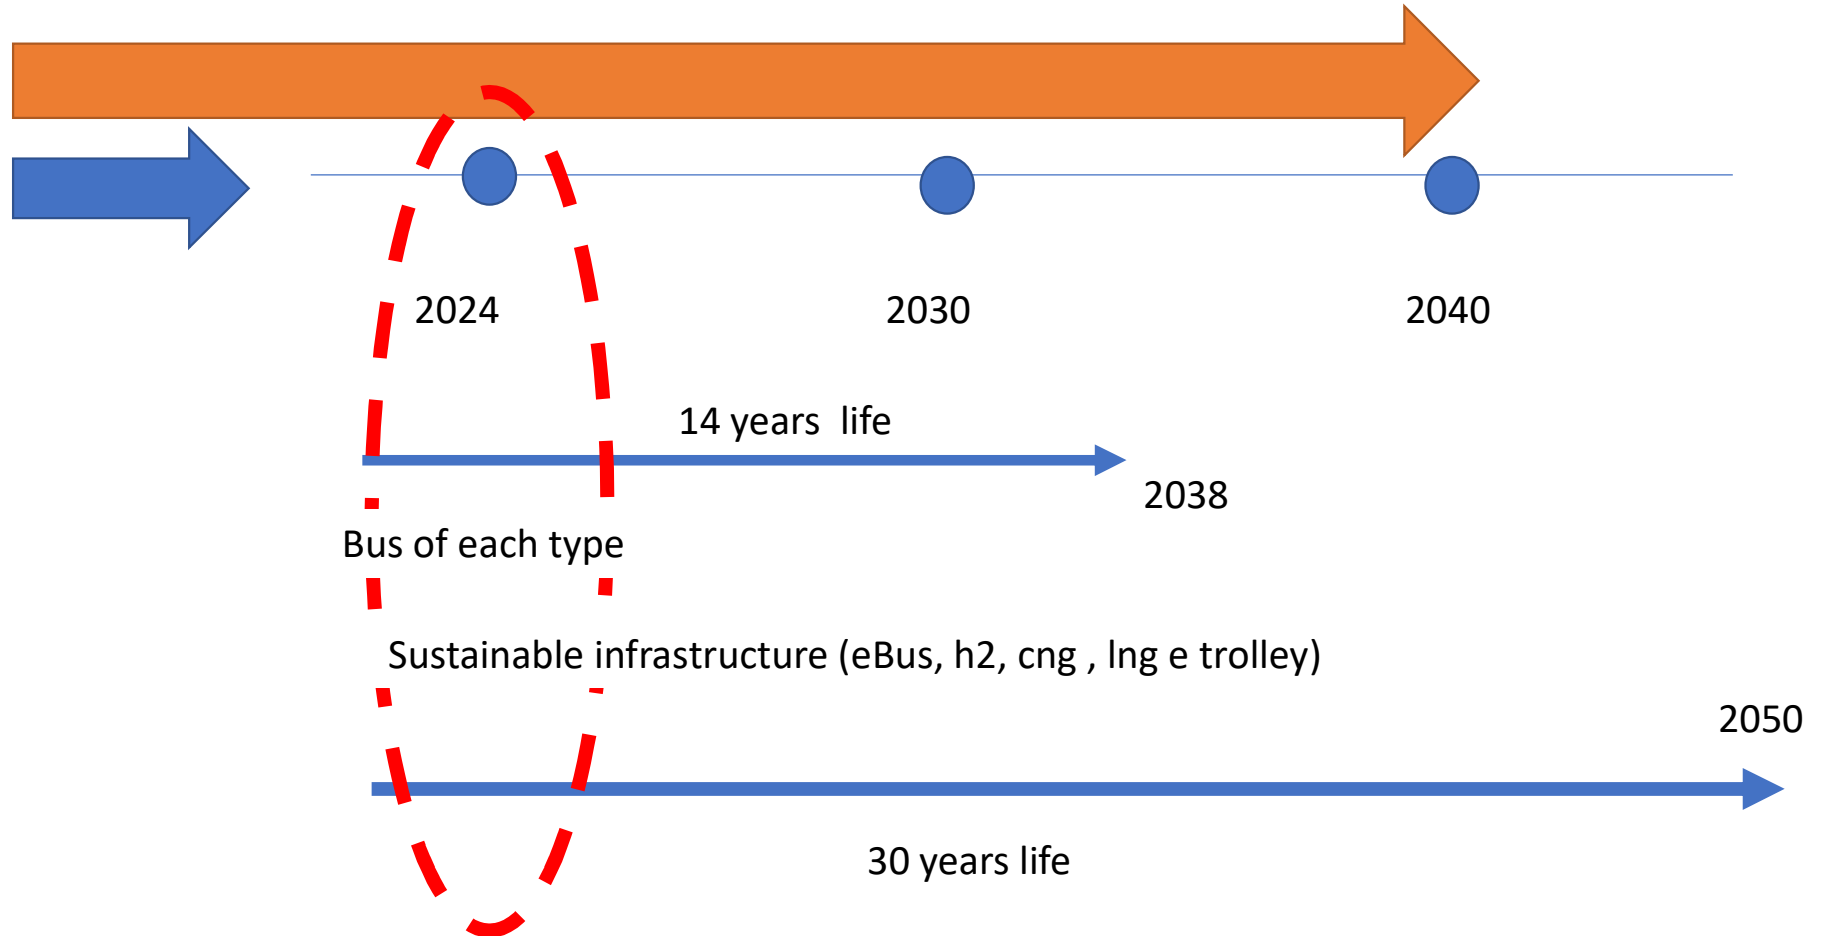 2024
2030
2040
14 years  life
2038
Bus of each type
Sustainable infrastructure (eBus, h2, cng , lng e trolley)
2050
30 years life